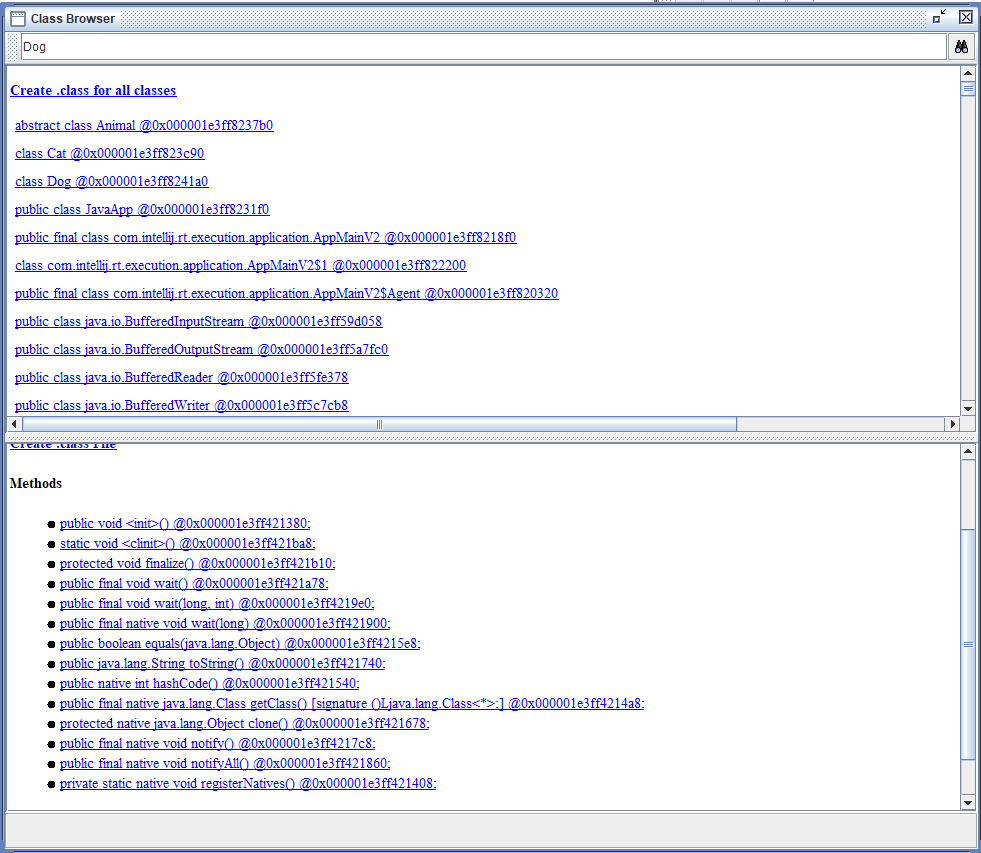 Class Browser
Dog
Create .class for all classes
abstract class Animal @0x000001e3ff8237b0
class Cat @0x000001e3ff823c90
class Dog @0x000001e3ff8241a0
public class JavaApp @0x000001e3ff8231f0
public final class com.intellij.rt.execution.application.AppMainV2 @0x000001e3ff8218f0
class com.intellij.rt.execution.application.AppMainV2$1 @0x000001e3ff822200
public final class com.intellij.rt.execution.application.AppMainV2$Agent @0x000001e3ff820320
public class java.io.BufferedInputStream @0x000001e3ff59d058
public class java.io.BufferedOutputStream @0x000001e3ff5a7fc0
public class java.io.BufferedReader @0x000001e3ff5fe378
public class java.io.BufferedWriter @0x000001e3ff5c7cb8
Create .class File
Methods
public void <init>() @0x000001e3ff421380;
static void <clinit>() @0x000001e3ff421ba8;
protected void finalize() @0x000001e3ff421b10;
public final void wait() @0x000001e3ff421a78;
public final void wait(long, int) @0x000001e3ff4219e0;
public final native void wait(long) @0x000001e3ff421900;
public boolean equals(java.lang.Object) @0x000001e3ff4215e8;
public java.lang.String toString() @0x000001e3ff421740;
public native int hashCode() @0x000001e3ff421540;
public final native java.lang.Class getClass() [signature ()Ljava.lang.Class<*>;] @0x000001e3ff4214a8;
protected native java.lang.Object clone() @0x000001e3ff421678;
public final native void notify() @0x000001e3ff4217c8;
public final native void notifyAll() @0x000001e3ff421860;
private static native void registerNatives() @0x000001e3ff421408;